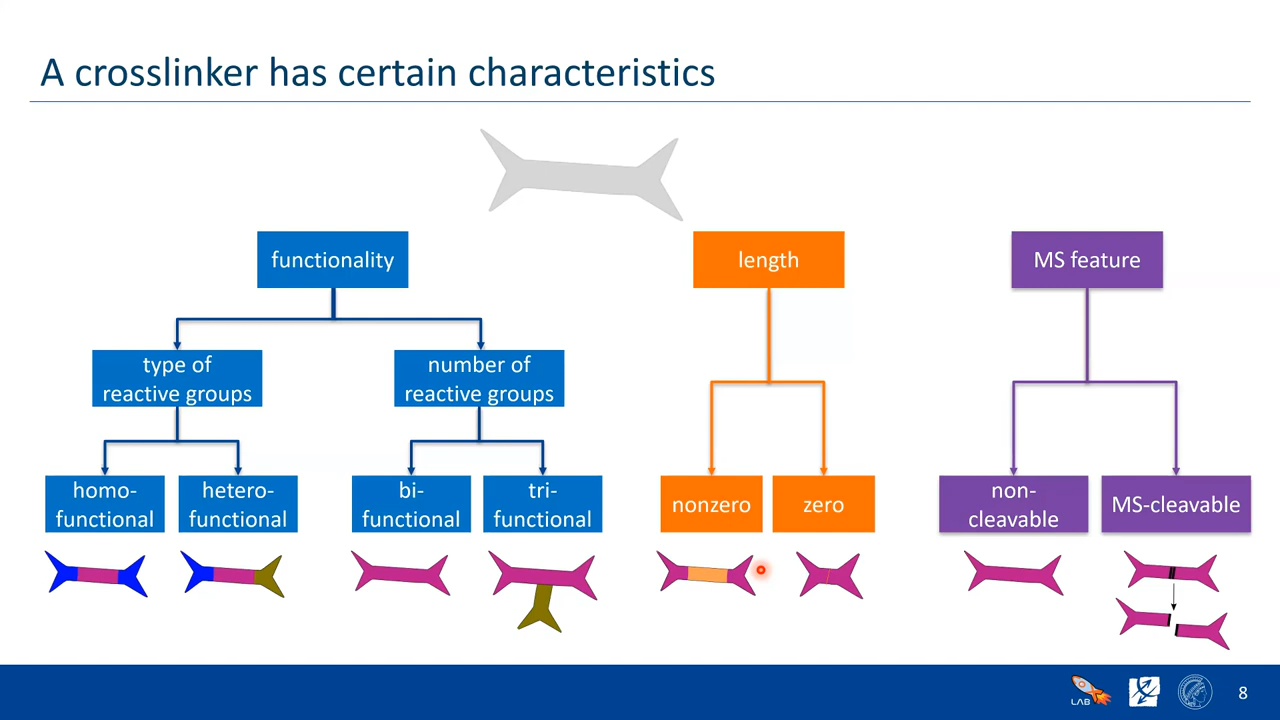 A crosslinker has certain characteristics
functionality
length
MS feature
type of
reactive groups
number of
reactive groups
homo-
functional
hetero-
functional
bi-
functional
tri-
functional
nonzero
zero
non-
cleavable
MS-cleavable
LAB
8